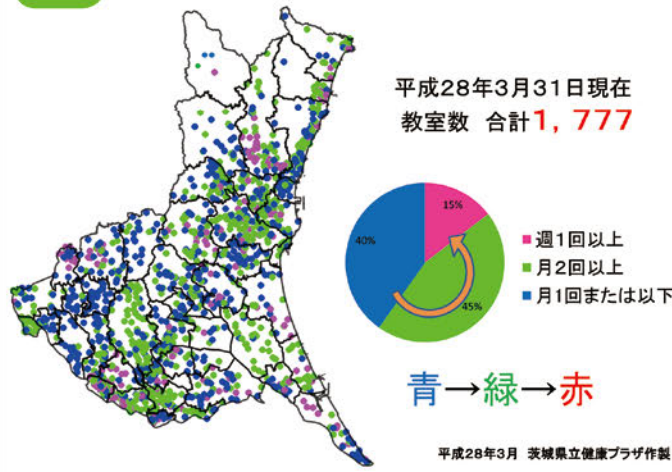 平成28年3月31日現在
教室数 合計1,777
15%
40%
45%
週1回以上
月2回以上
月1回または以下
青→緑→赤
平成28年3月 茨城県立健康プラザ作製